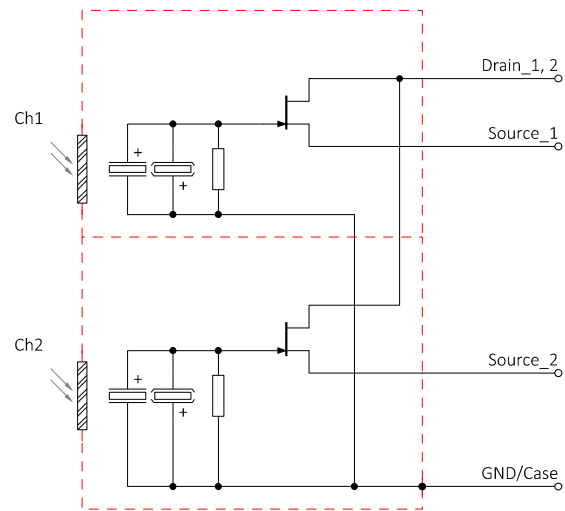 Drain_1, 2
Ch1
Source_1
+
+
Ch2
Source_2
+
+
GND/Case